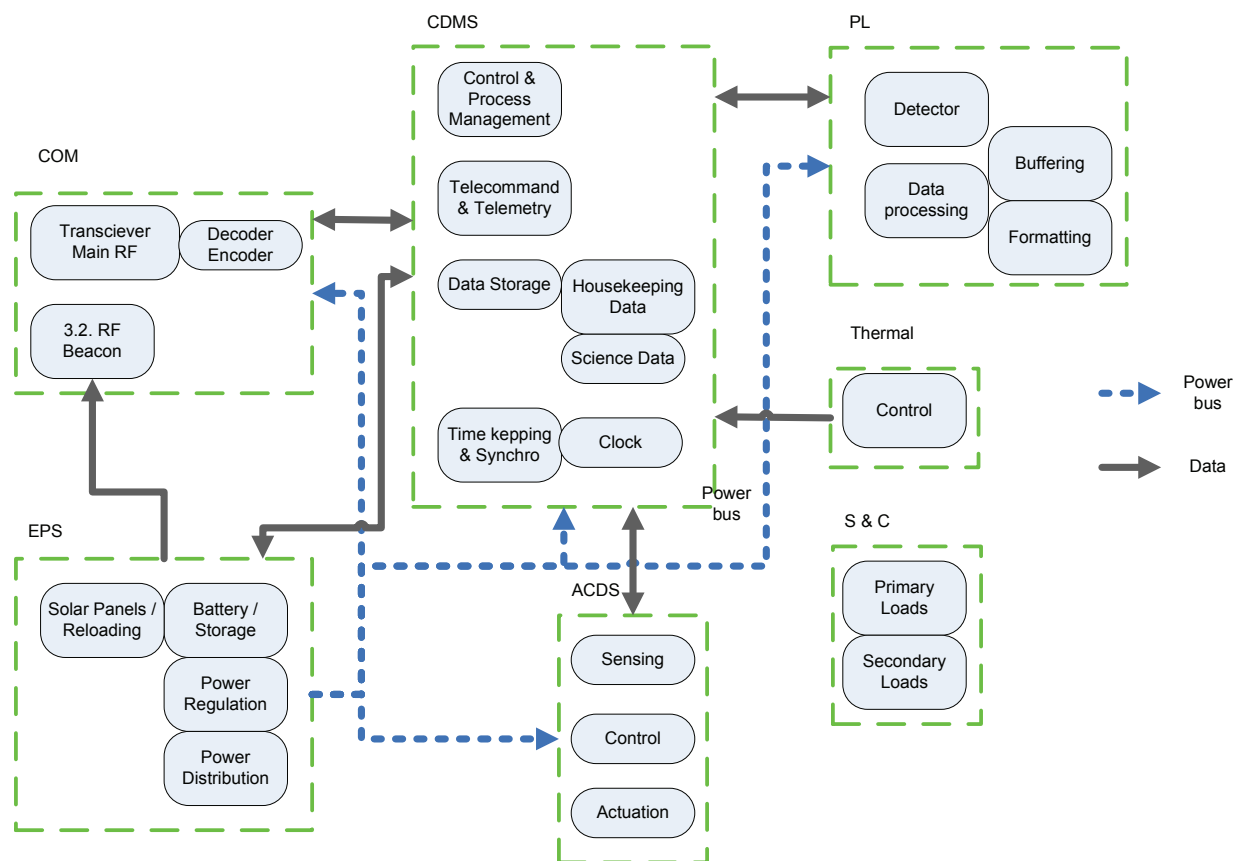 CDMS
Control &
Process
Management
Telecommand
& Telemetry
Data Storage
Housekeeping
Data
Science Data
Time kepping
& Synchro
Clock
PL
Detector
Buffering
Data
processing
Formatting
COM
Transciever
Main RF
Decoder
Encoder
3.2. RF
Beacon
Thermal
Control
Power
bus
Data
Power
bus
S & C
Primary
Loads
Secondary
Loads
EPS
Solar Panels /
Reloading
Battery /
Storage
Power
Regulation
Power
Distribution
ACDS
Sensing
Control
Actuation